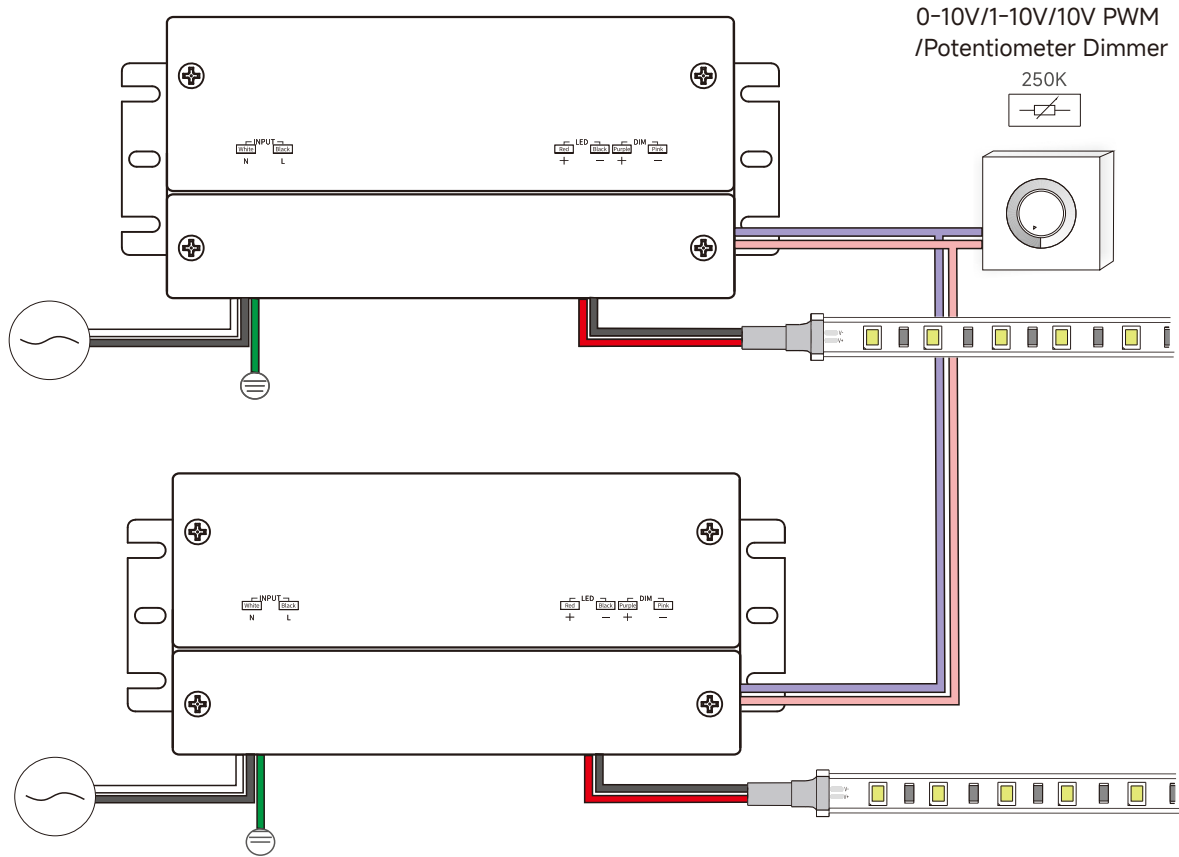 0-10V/1-10V/10V PWM
/Potentiometer Dimmer
250K
INPUT
White Black
N L
LED DIM
Red Black Purple Pink
+ − + −
V-
V+
INPUT
White Black
N L
LED DIM
Red Black Purple Pink
+ − + −
V-
V+